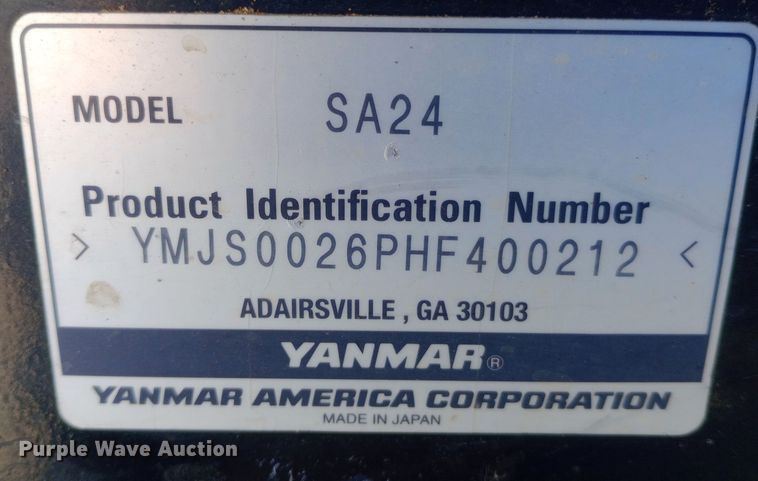 MODEL SA24
Product Identification Number
> YMJS0026PHF400212 <
ADAIRSVILLE , GA 30103
YANMAR®
YANMAR AMERICA CORPORATION
MADE IN JAPAN
Purple Wave Auction